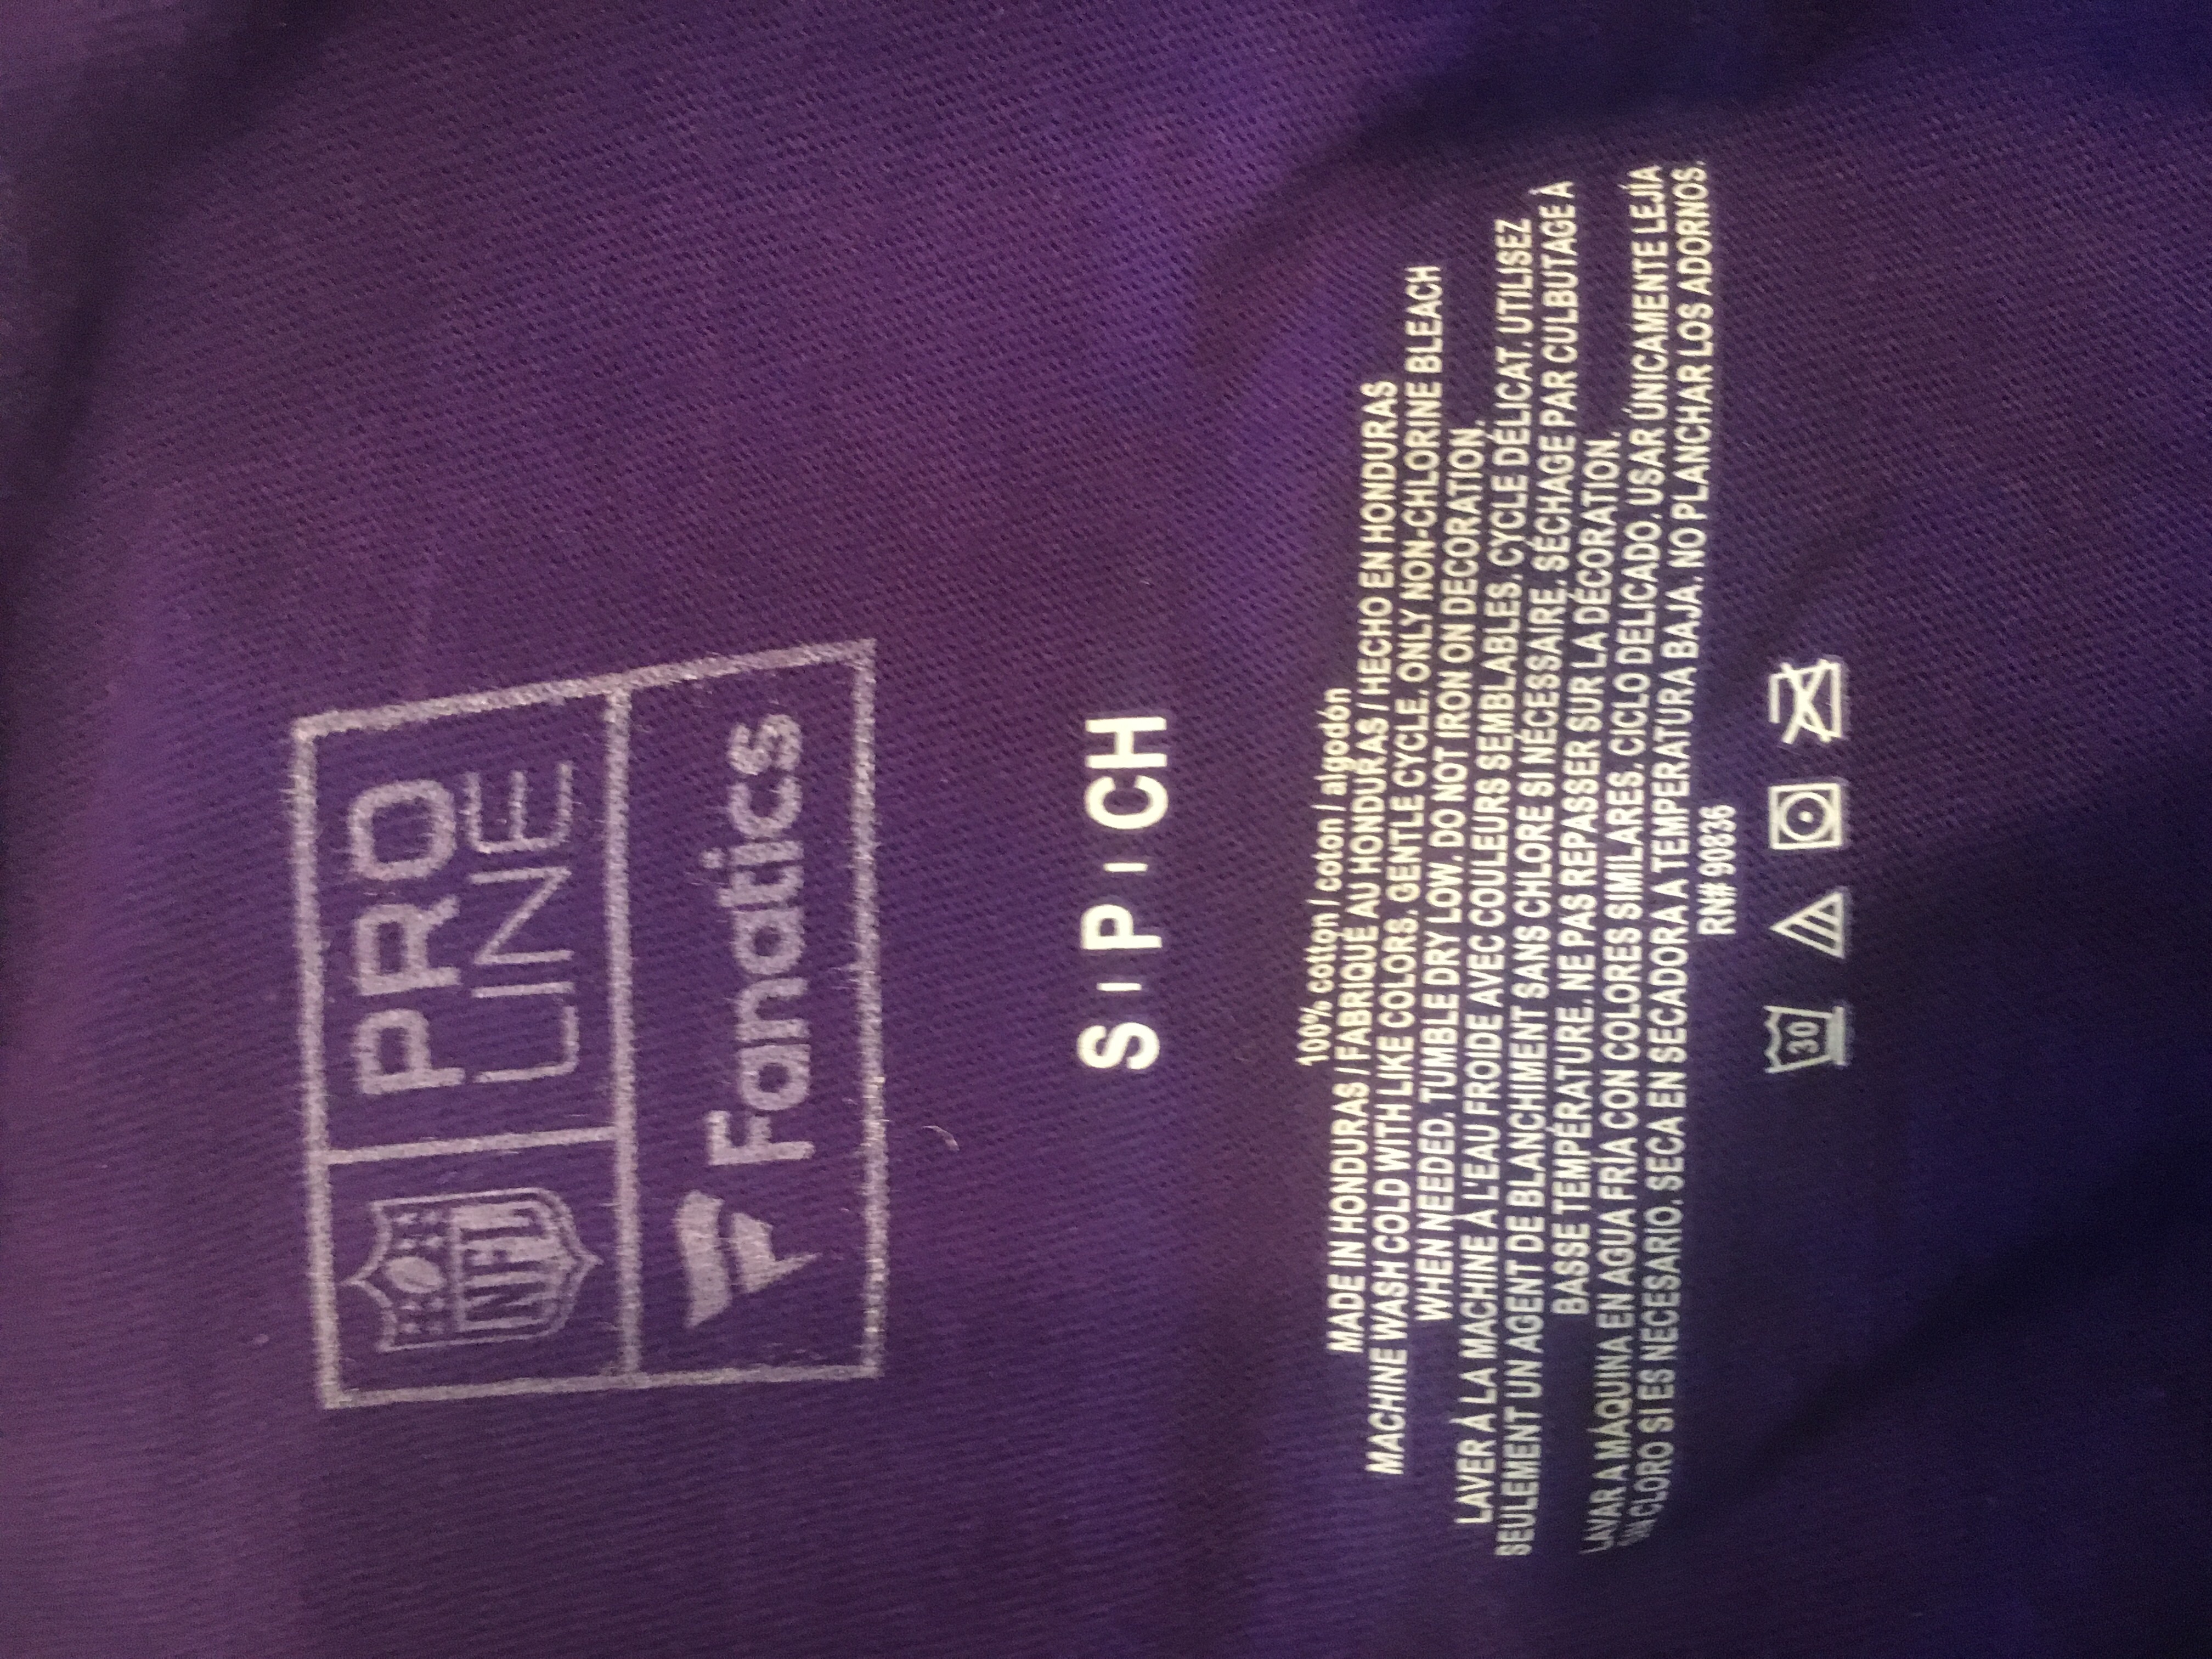 NFL
PRO
LINE
Fanatics
S | P | CH
100% cotton / coton / algodón
MADE IN HONDURAS / FABRIQUÉ AU HONDURAS / HECHO EN HONDURAS
MACHINE WASH COLD WITH LIKE COLORS. GENTLE CYCLE. ONLY NON-CHLORINE BLEACH
WHEN NEEDED. TUMBLE DRY LOW. DO NOT IRON ON DECORATION.
LAVER À LA MACHINE À L'EAU FROIDE AVEC COULEURS SEMBLABLES. CYCLE DÉLICAT. UTILISEZ
SEULEMENT UN AGENT DE BLANCHIMENT SANS CHLORE SI NÉCESSAIRE. SÉCHAGE PAR CULBUTAGE À
BASSE TEMPÉRATURE. NE PAS REPASSER SUR LA DÉCORATION.
LAVAR A MÁQUINA EN AGUA FRÍA CON COLORES SIMILARES. CICLO DELICADO. USAR ÚNICAMENTE LEJÍA
SIN CLORO SI ES NECESARIO. SECA EN SECADORA A TEMPERATURA BAJA. NO PLANCHAR LOS ADORNOS.
RN# 90836
30